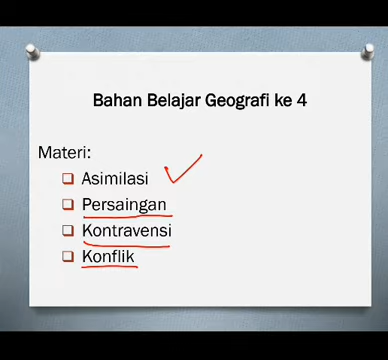 Bahan Belajar Geografi ke 4
Materi:
Asimilasi
Persaingan
Kontravensi
Konflik